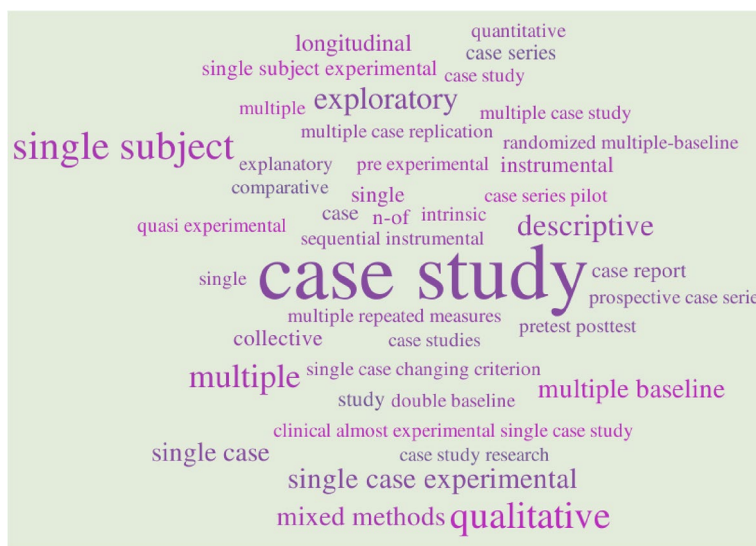 quantitative
longitudinal
case series
single subject experimental
case study
multiple
exploratory
multiple case study
multiple case replication
randomized multiple-baseline
single subject
explanatory
pre experimental
instrumental
comparative
single
case series pilot
case
n-of
intrinsic
quasi experimental
descriptive
sequential instrumental
case study
single
case report
prospective case serie
multiple repeated measures
pretest posttest
collective
case studies
multiple
single case changing criterion
multiple baseline
study
double baseline
clinical almost experimental single case study
single case
case study research
single case experimental
mixed methods
qualitative